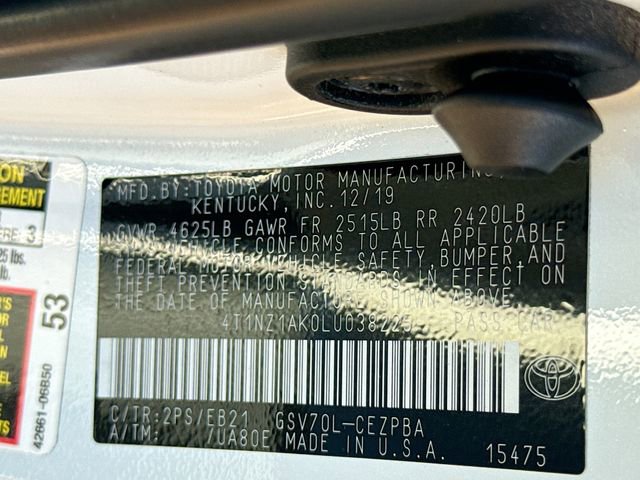 MFD.BY:TOYOTA MOTOR MANUFACTURING,
KENTUCKY, INC. 12/19
GVWR 4625LB GAWR FR 2515LB RR 2420LB
THIS VEHICLE CONFORMS TO ALL APPLICABLE
FEDERAL MOTOR VEHICLE SAFETY, BUMPER, AND
THEFT PREVENTION STANDARDS IN EFFECT ON
THE DATE OF MANUFACTURE SHOWN ABOVE.
4T1NZ1AK0LU038225 PASS CAR
C/TR:2PS/EB21 GSV70L-CEZPBA
A/TM: /UA80E MADE IN U.S.A. 15475
53
42661-06B50